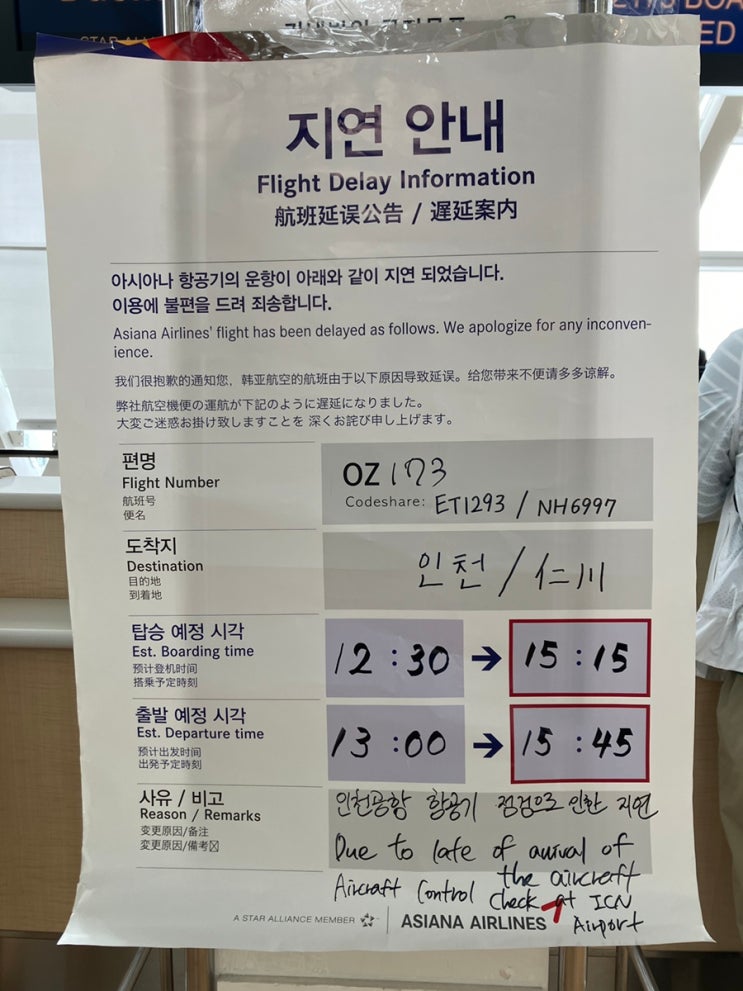 STAR ALLIA
ED
지연 안내
Flight Delay Information
航班延误公告 / 遅延案内
아시아나 항공기의 운항이 아래와 같이 지연 되었습니다.
이용에 불편을 드려 죄송합니다.
Asiana Airlines' flight has been delayed as follows. We apologize for any inconven-
ience.
我们很抱歉的通知您，韩亚航空的航班由于以下原因导致延误。给您带来不便请多多谅解。
弊社航空機便の運航が下記のように遅延になりました。
大変ご迷惑お掛け致しますことを 深くお詫び申し上げます。
편명
Flight Number
航班号
便名
OZ 173
Codeshare: ET1293 / NH6997
도착지
Destination
目的地
到着地
인천 / 仁川
탑승 예정 시각
Est. Boarding time
预计登机时间
搭乗予定時刻
12:30 → 15:15
출발 예정 시각
Est. Departure time
预计出发时间
出発予定時刻
13:00 → 15:45
사유 / 비고
Reason / Remarks
变更原因/备注
変更原因/備考
인천공항 항공기 점검으로 인한 지연
Due to late of arrival of
the aircraft
Aircraft Control check at ICN
Airport
A STAR ALLIANCE MEMBER
ASIANA AIRLINES